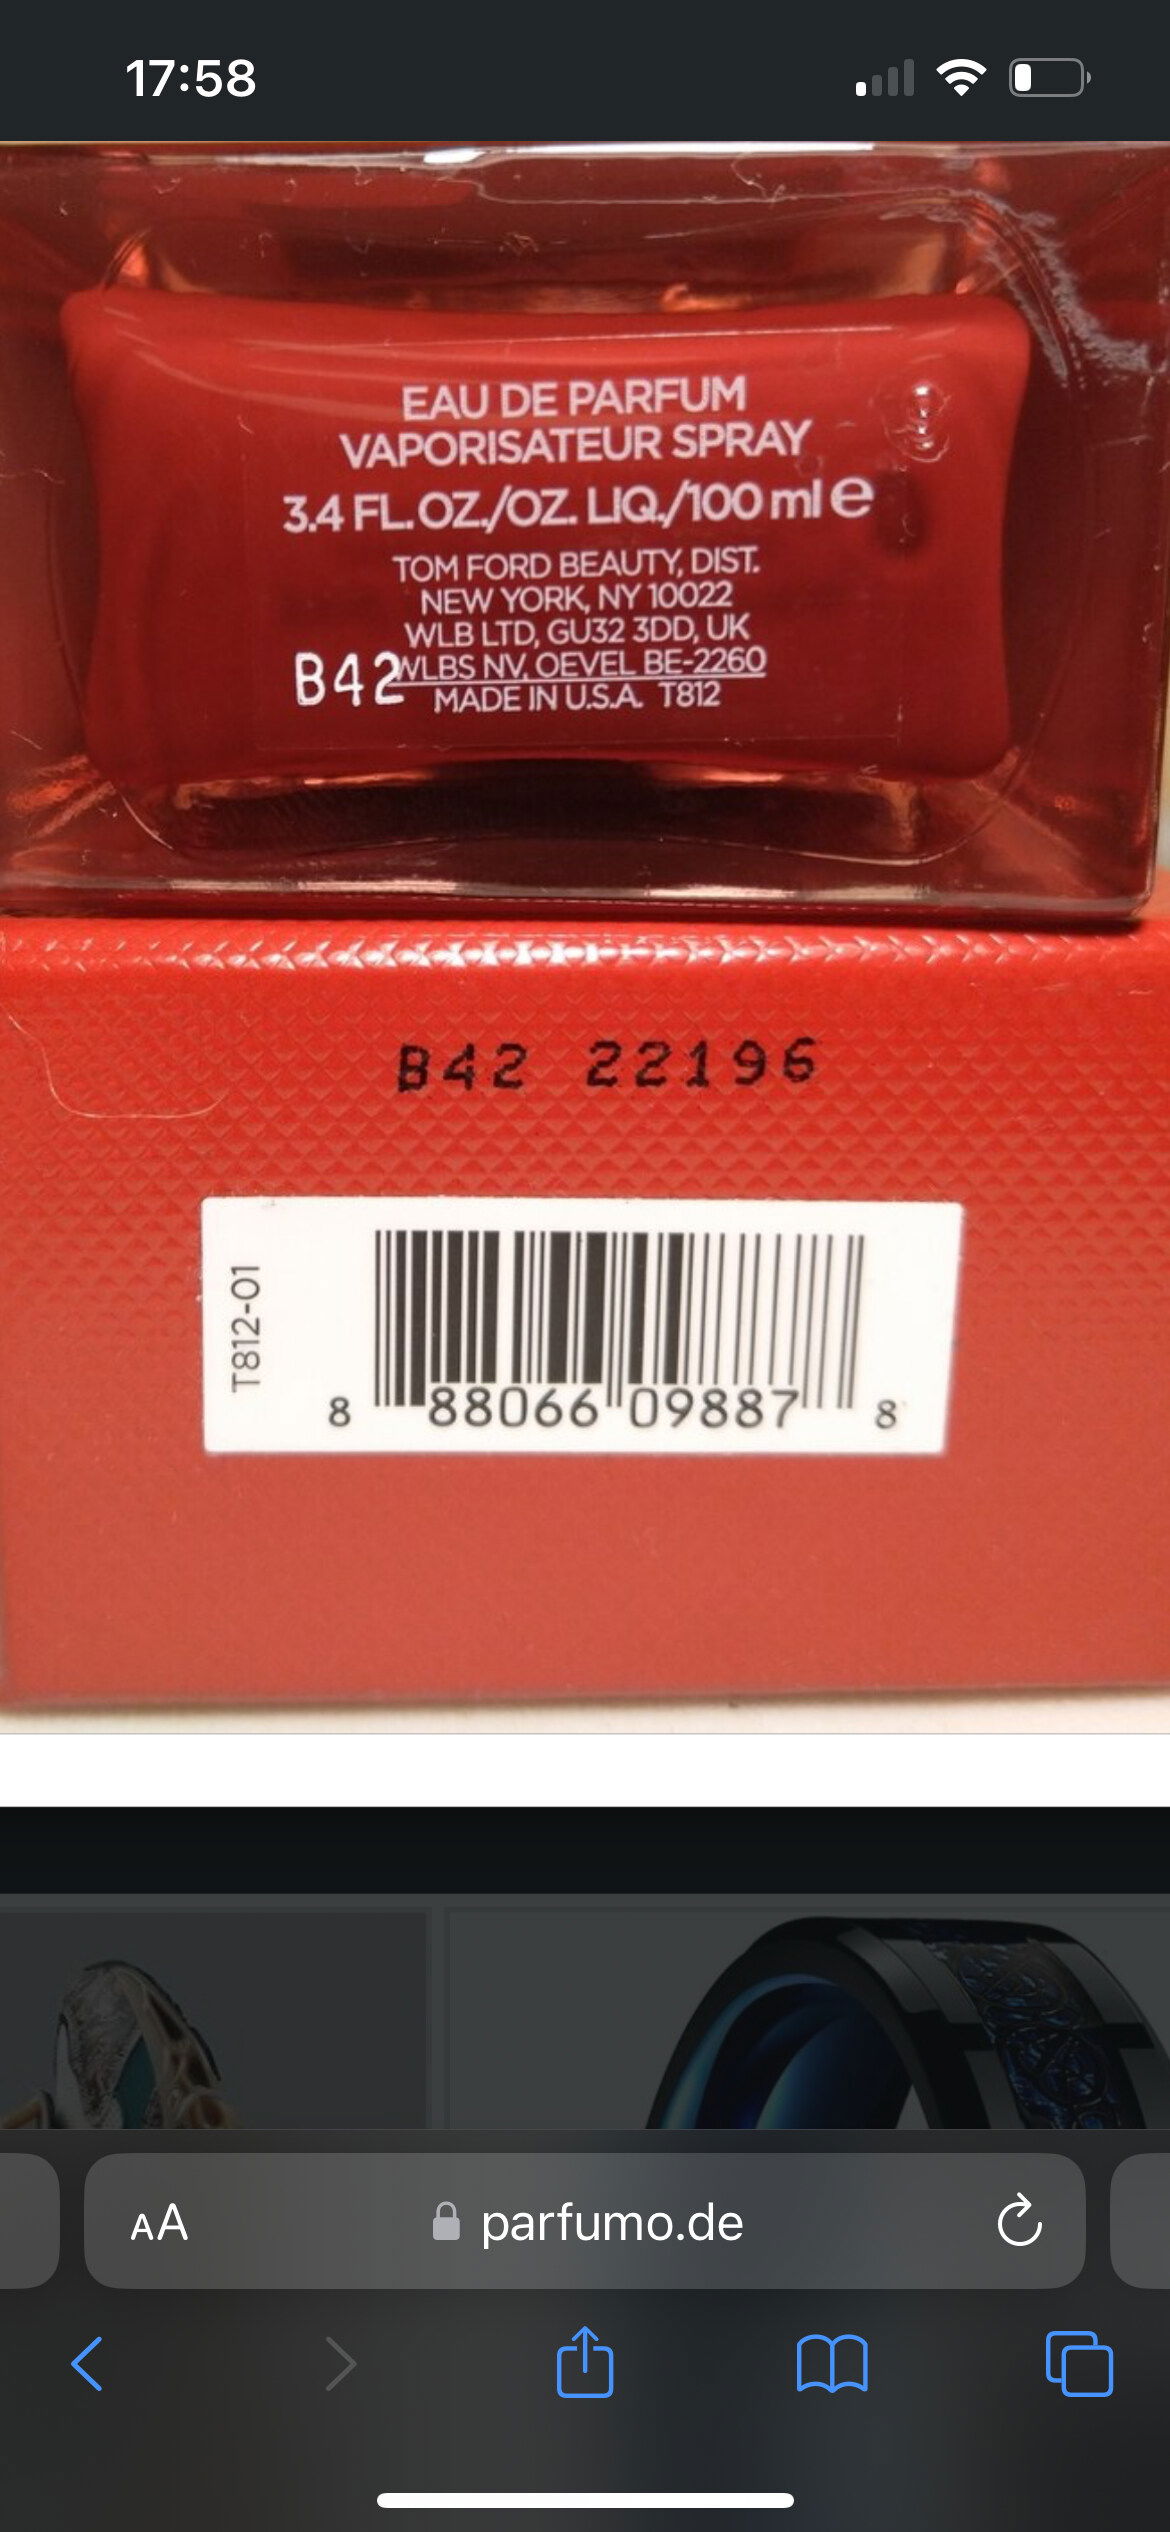 17:58
EAU DE PARFUM
VAPORISATEUR SPRAY
3.4 FL.OZ./OZ. LIQ./100 ml e
TOM FORD BEAUTY, DIST.
NEW YORK, NY 10022
WLB LTD, GU32 3DD, UK
WLBS NV, OEVEL BE-2260
B42
MADE IN U.S.A. T812
B42 22196
T812-01
8 88066 09887 8
AA parfumo.de